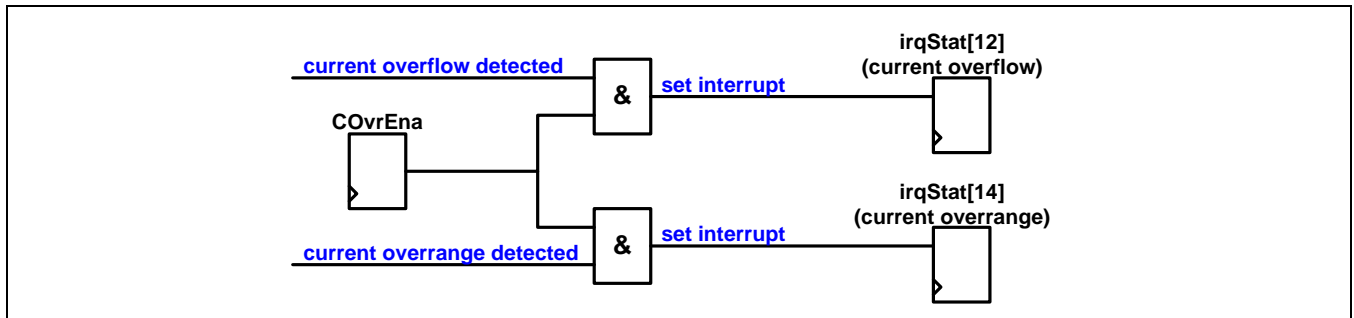 irqStat[12]
(current overflow)
current overflow detected
&
set interrupt
COvrEna
irqStat[14]
(current overrange)
current overrange detected
&
set interrupt